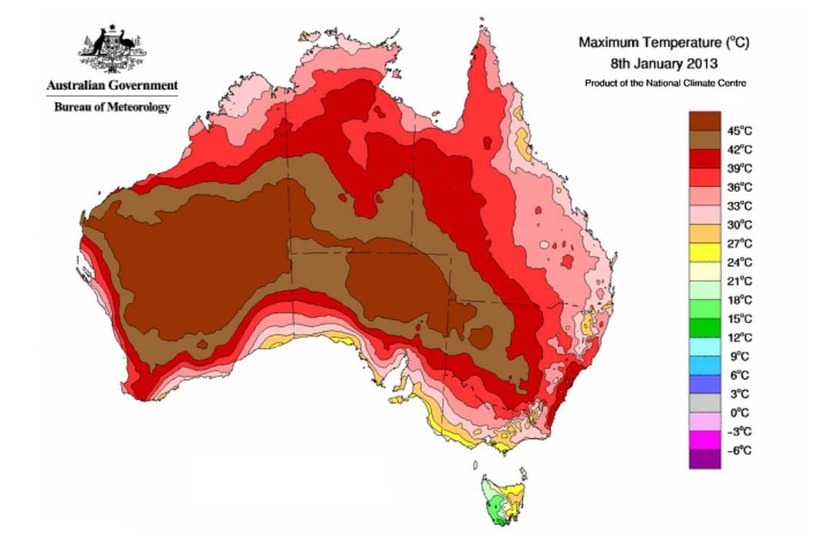 Australian Government
Bureau of Meteorology
Maximum Temperature (°C)
8th January 2013
Product of the National Climate Centre
45°C
42°C
39°C
36°C
33°C
30°C
27°C
24°C
21°C
18°C
15°C
12°C
9°C
6°C
3°C
0°C
-3°C
-6°C